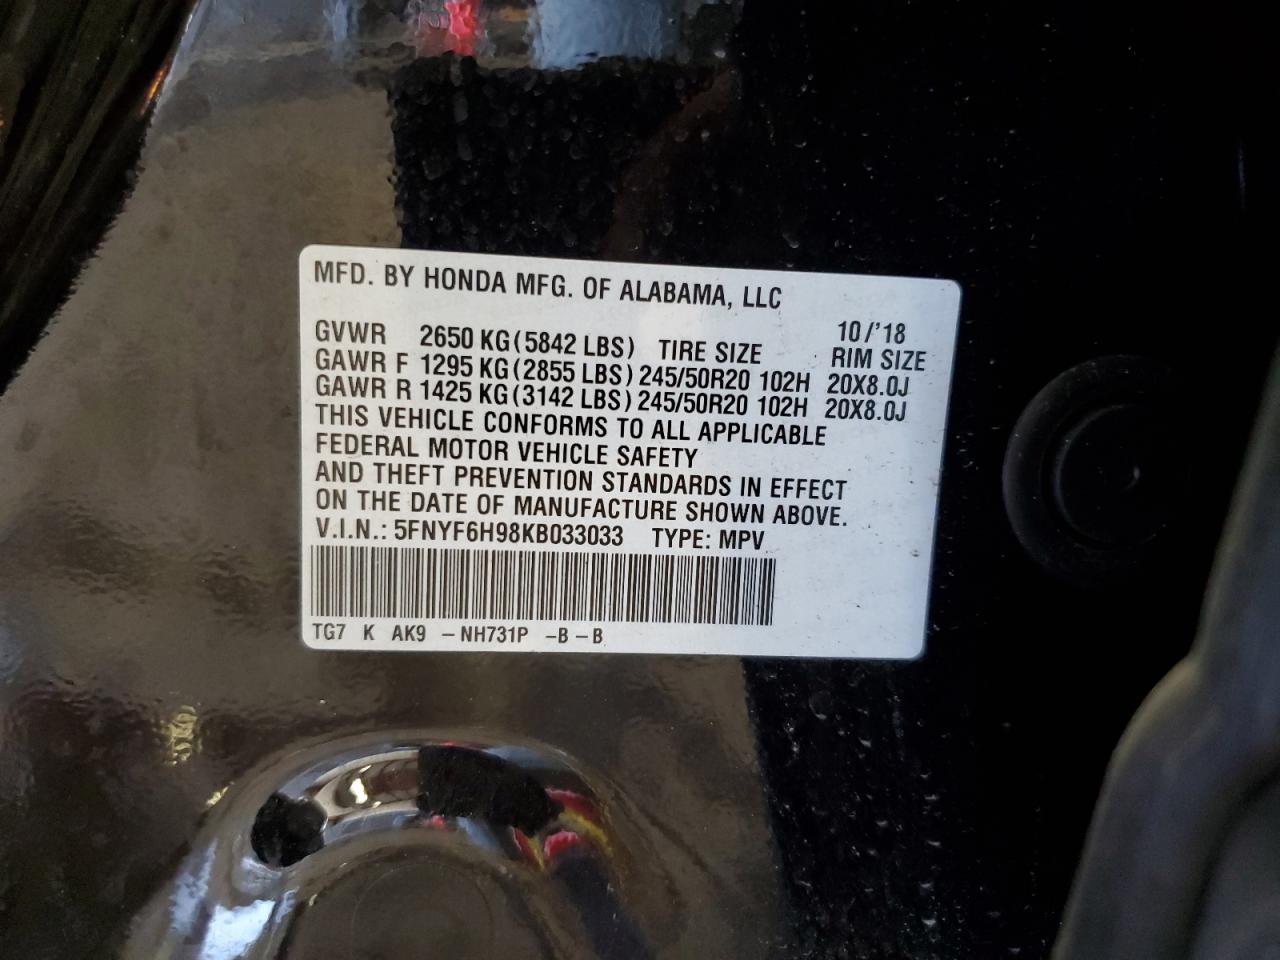 MFD. BY HONDA MFG. OF ALABAMA, LLC
GVWR 2650 KG(5842 LBS) TIRE SIZE 10/'18 RIM SIZE
GAWR F 1295 KG(2855 LBS) 245/50R20 102H 20X8.0J
GAWR R 1425 KG(3142 LBS) 245/50R20 102H 20X8.0J
THIS VEHICLE CONFORMS TO ALL APPLICABLE
FEDERAL MOTOR VEHICLE SAFETY
AND THEFT PREVENTION STANDARDS IN EFFECT
ON THE DATE OF MANUFACTURE SHOWN ABOVE.
V.I.N.: 5FNYF6H98KB033033 TYPE: MPV
TG7 K AK9 -NH731P -B-B